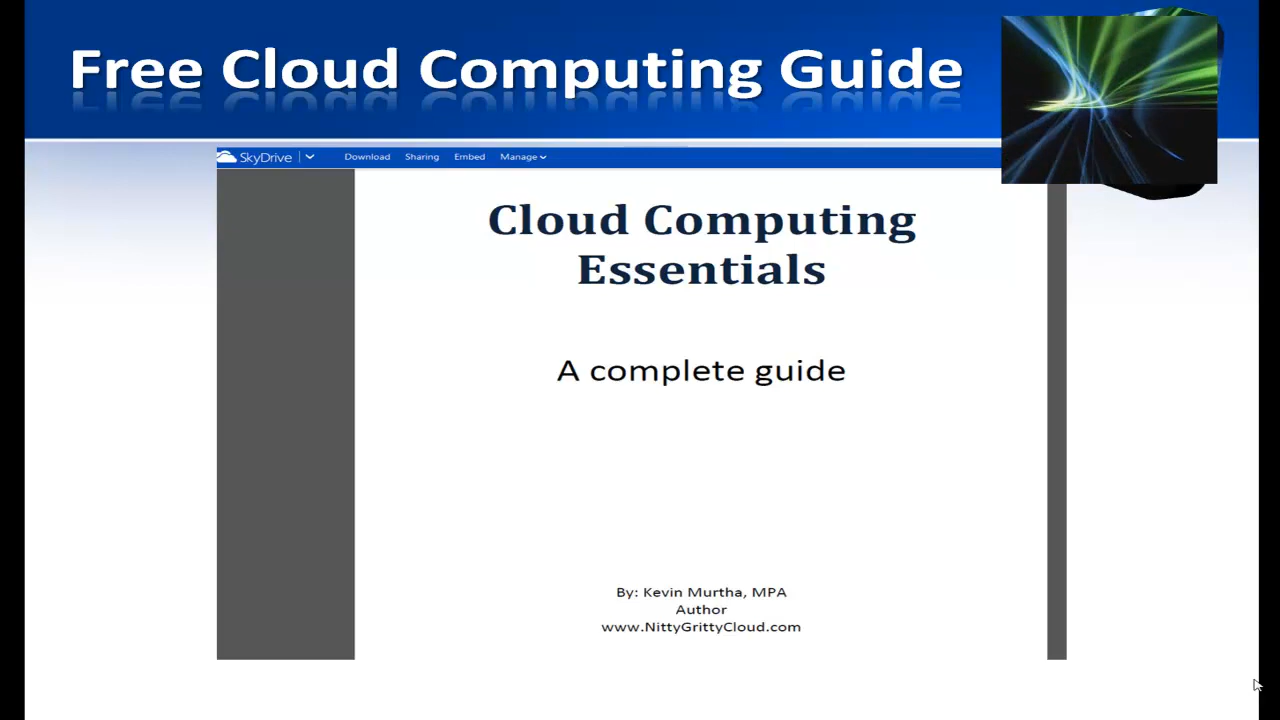 Free Cloud Computing Guide
SkyDrive Download Sharing Embed Manage
Cloud Computing
Essentials
A complete guide
By: Kevin Murtha, MPA
Author
www.NittyGrittyCloud.com